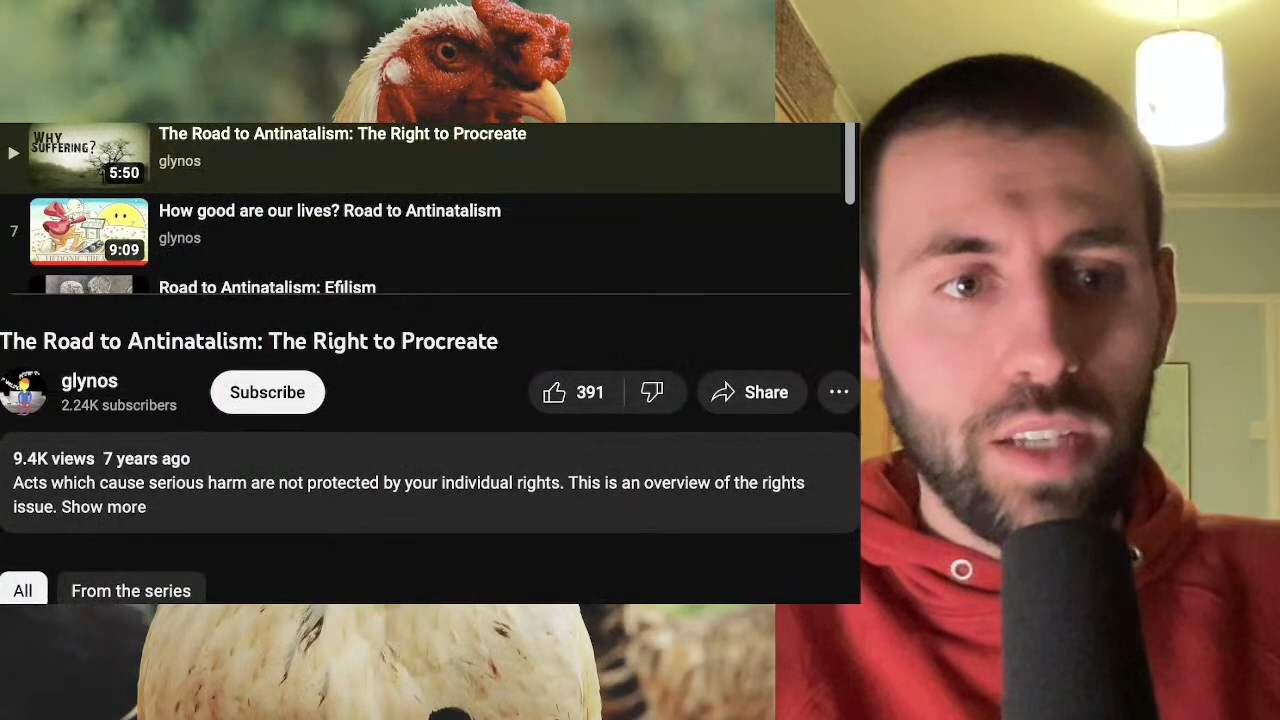 WHY
SUFFERING?
5:50
The Road to Antinatalism: The Right to Procreate
glynos
7
9:09
How good are our lives? Road to Antinatalism
glynos
Road to Antinatalism: Efilism
The Road to Antinatalism: The Right to Procreate
glynos
2.24K subscribers
Subscribe
391
Share
9.4K views 7 years ago
Acts which cause serious harm are not protected by your individual rights. This is an overview of the rights
issue. Show more
All
From the series